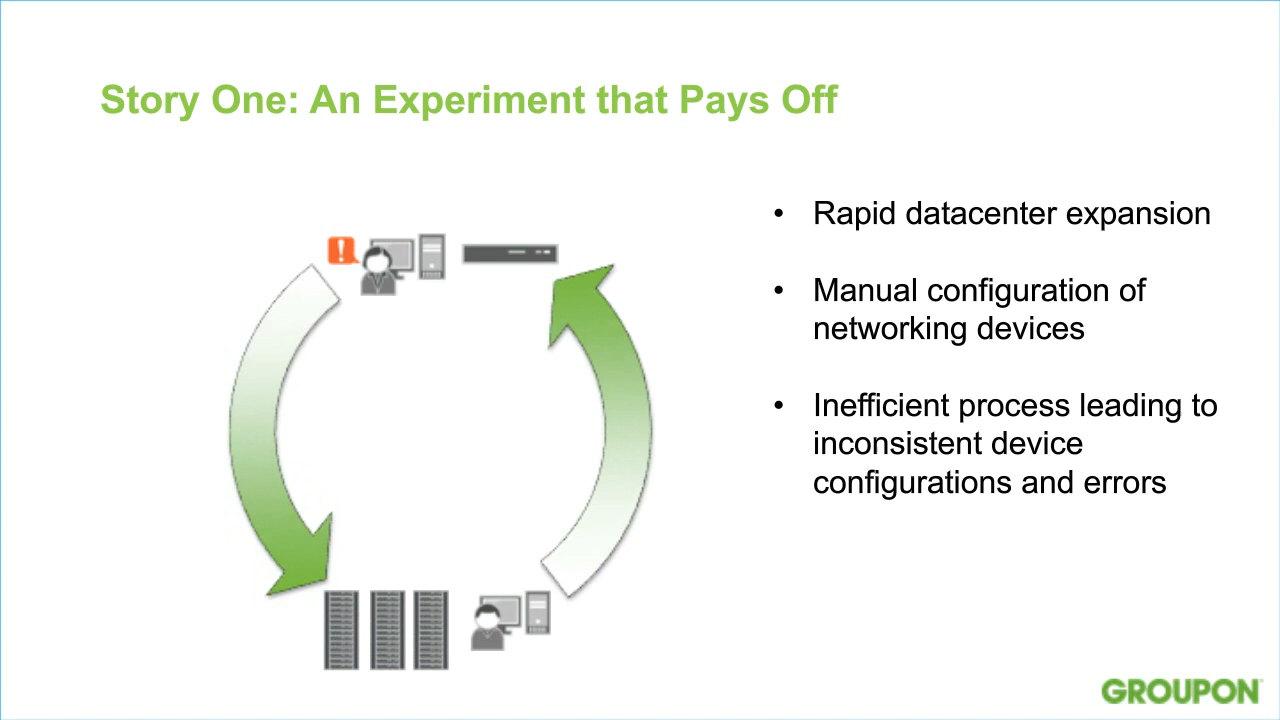 Story One: An Experiment that Pays Off
• Rapid datacenter expansion
• Manual configuration of
networking devices
• Inefficient process leading to
inconsistent device
configurations and errors
!
GROUPON